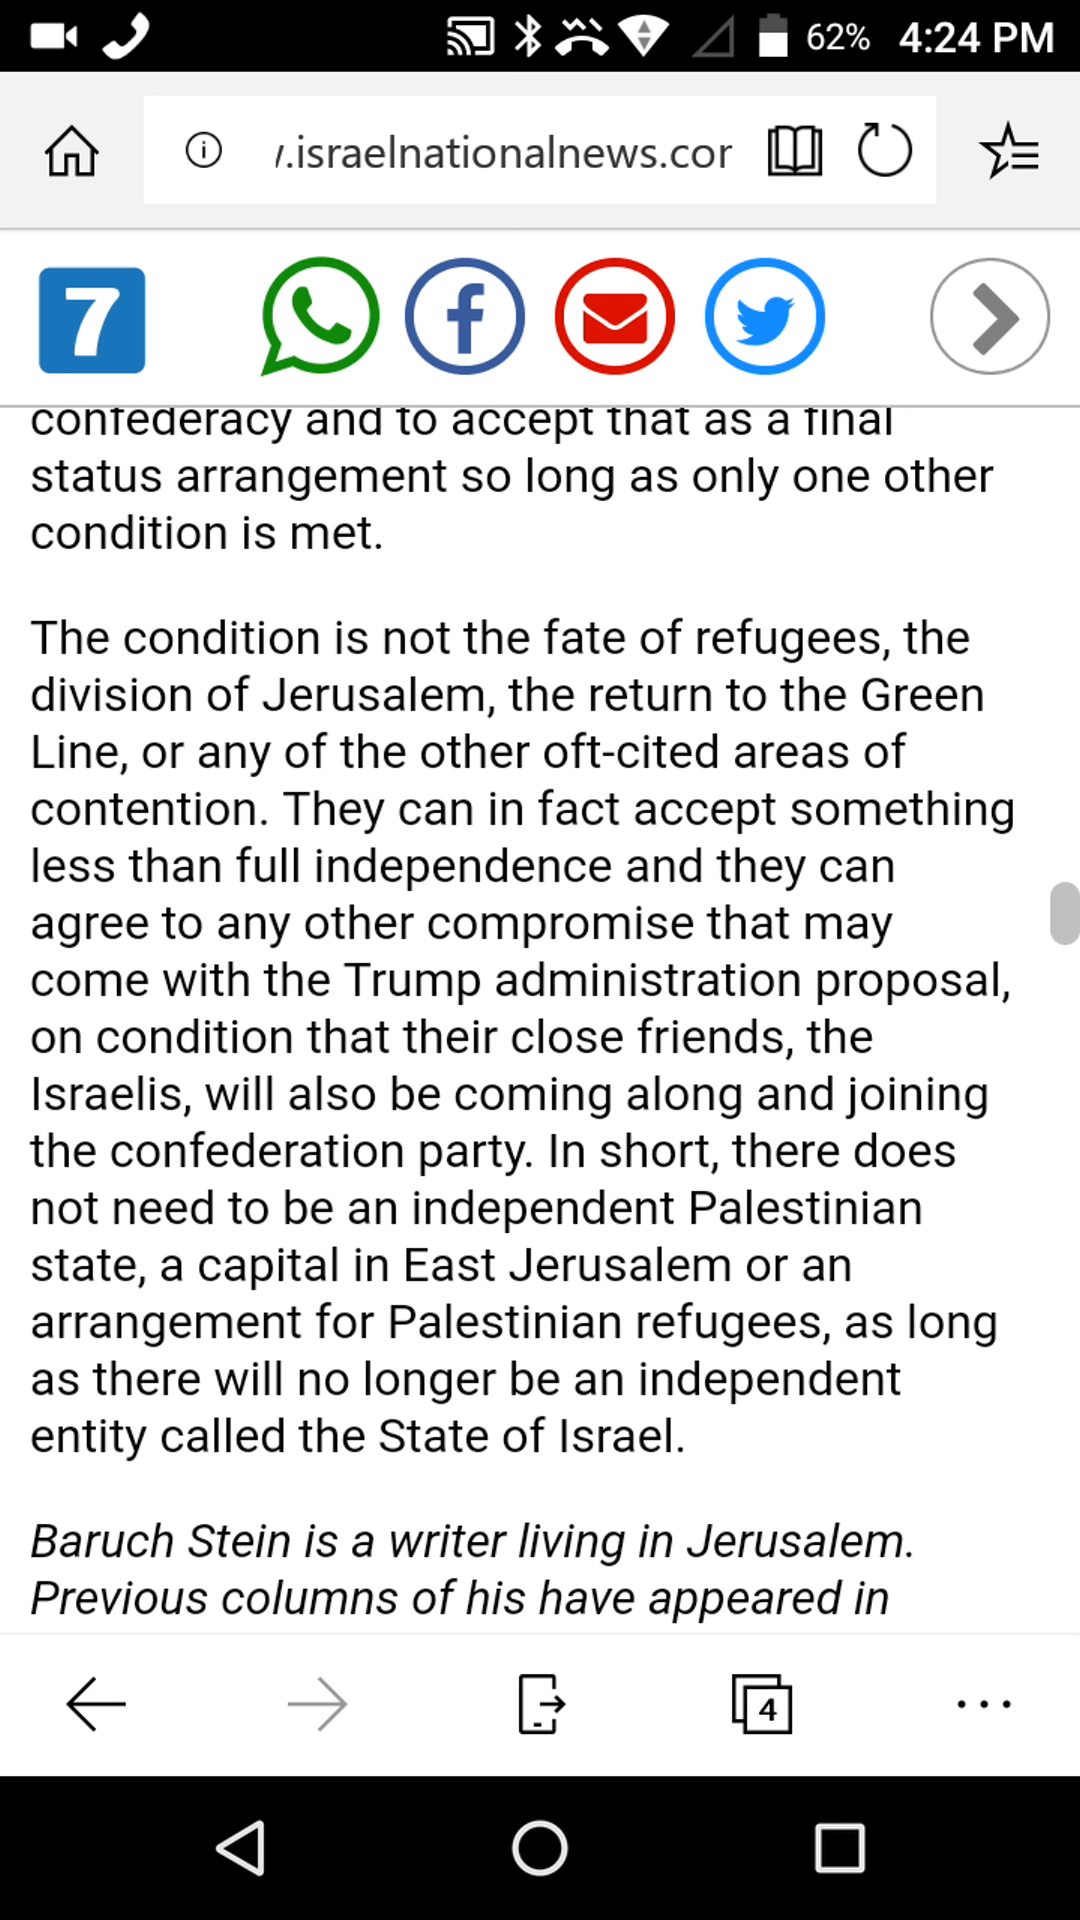 62% 4:24 PM
.israelnationalnews.cor
7
confederacy and to accept that as a final
status arrangement so long as only one other
condition is met.
The condition is not the fate of refugees, the
division of Jerusalem, the return to the Green
Line, or any of the other oft-cited areas of
contention. They can in fact accept something
less than full independence and they can
agree to any other compromise that may
come with the Trump administration proposal,
on condition that their close friends, the
Israelis, will also be coming along and joining
the confederation party. In short, there does
not need to be an independent Palestinian
state, a capital in East Jerusalem or an
arrangement for Palestinian refugees, as long
as there will no longer be an independent
entity called the State of Israel.
Baruch Stein is a writer living in Jerusalem.
Previous columns of his have appeared in
4